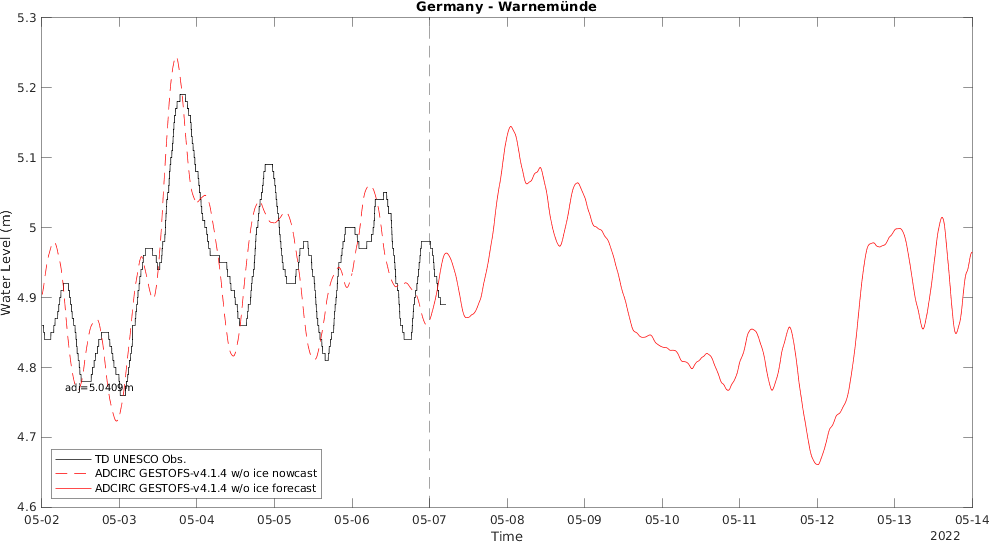 Germany - Warnemünde
5.3
5.2
5.1
5
4.9
4.8
4.7
4.6
Water Level (m)
adj=5.0409m
TD UNESCO Obs.
ADCIRC GESTOFS-v4.1.4 w/o ice nowcast
ADCIRC GESTOFS-v4.1.4 w/o ice forecast
05-02 05-03 05-04 05-05 05-06 05-07 05-08 05-09 05-10 05-11 05-12 05-13 05-14
Time
2022